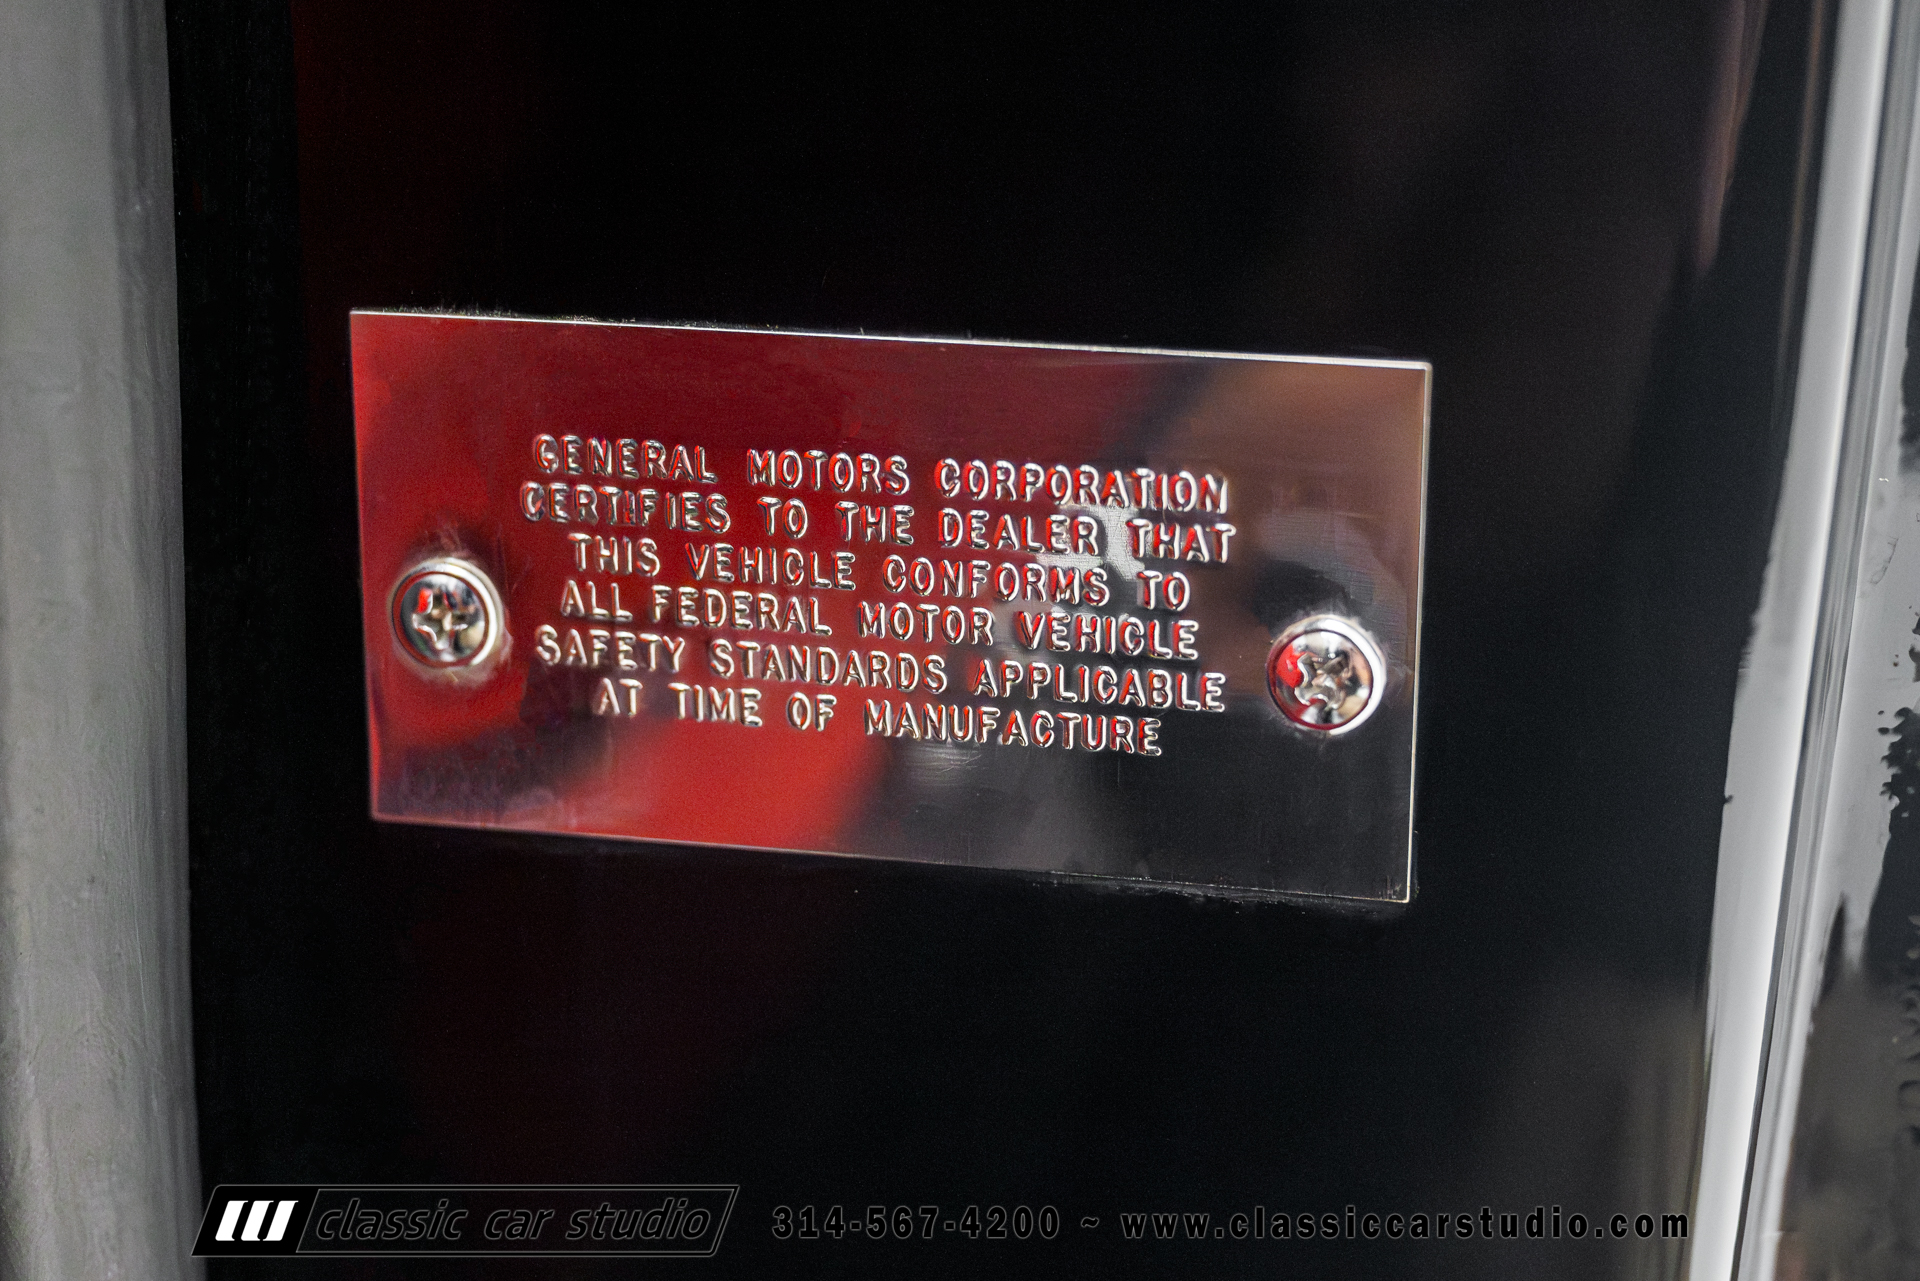 GENERAL MOTORS CORPORATION
CERTIFIES TO THE DEALER THAT
THIS VEHICLE CONFORMS TO
ALL FEDERAL MOTOR VEHICLE
SAFETY STANDARDS APPLICABLE
AT TIME OF MANUFACTURE
classic car studio 314-567-4200 ~ www.classiccarstudio.com